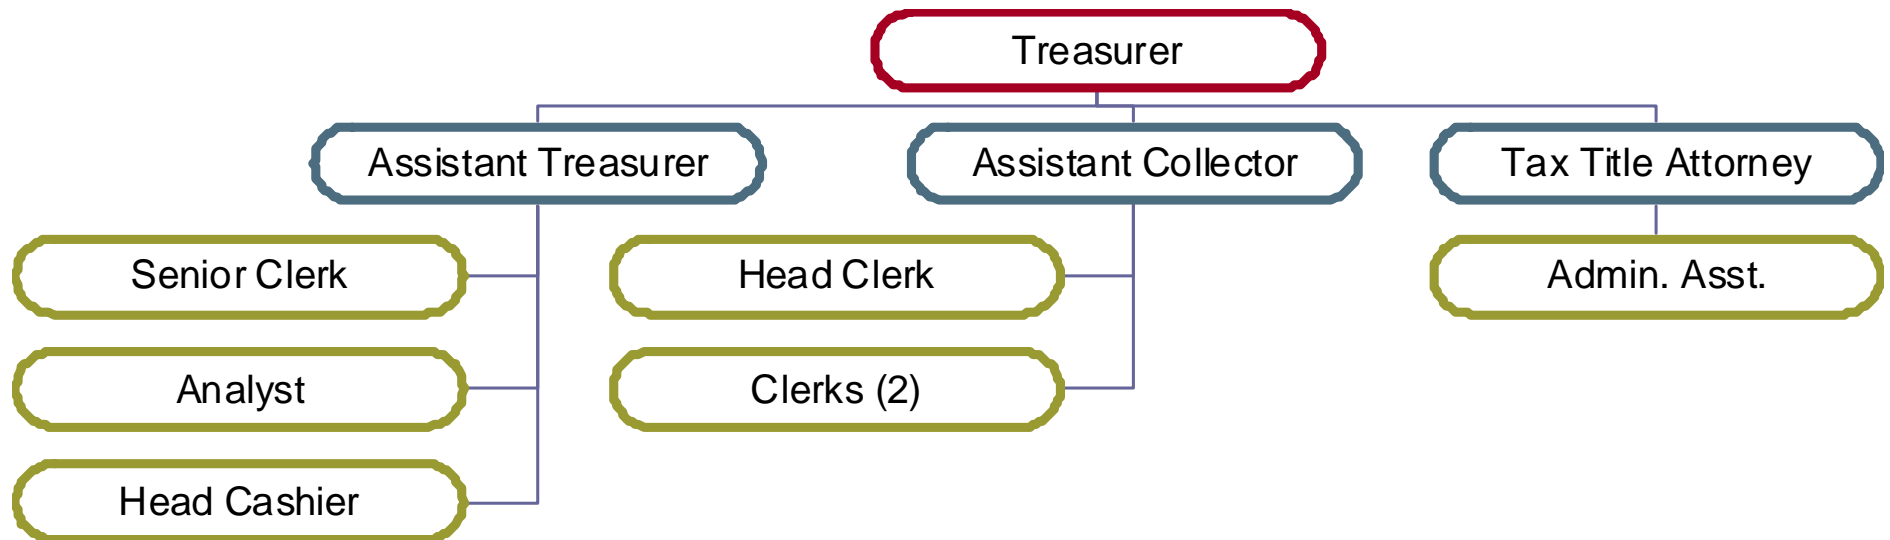 Treasurer
Assistant Treasurer
Assistant Collector
Tax Title Attorney
Senior Clerk
Head Clerk
Admin. Asst.
Analyst
Clerks (2)
Head Cashier